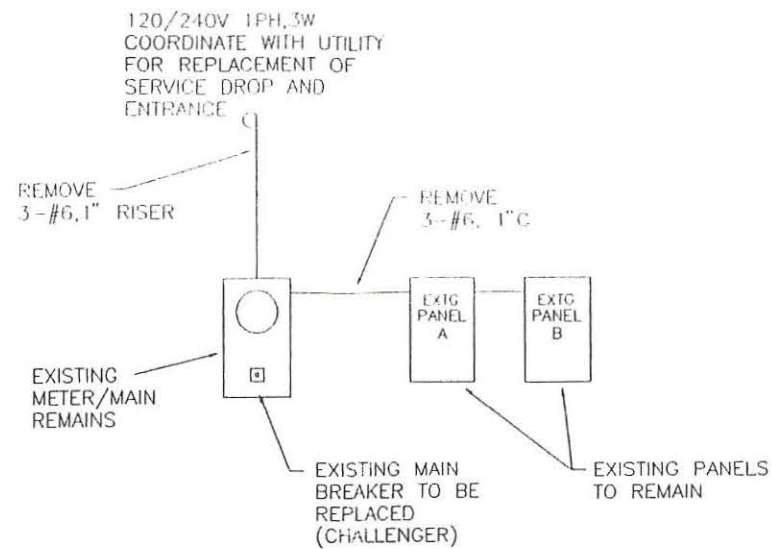 120/240V 1PH,3W
COORDINATE WITH UTILITY
FOR REPLACEMENT OF
SERVICE DROP AND
ENTRANCE
REMOVE
3-#6,1" RISER
REMOVE
3-#6, 1"C
EXTG
PANEL
A
EXTG
PANEL
B
EXISTING
METER/MAIN
REMAINS
EXISTING MAIN
BREAKER TO BE
REPLACED
(CHALLENGER)
EXISTING PANELS
TO REMAIN